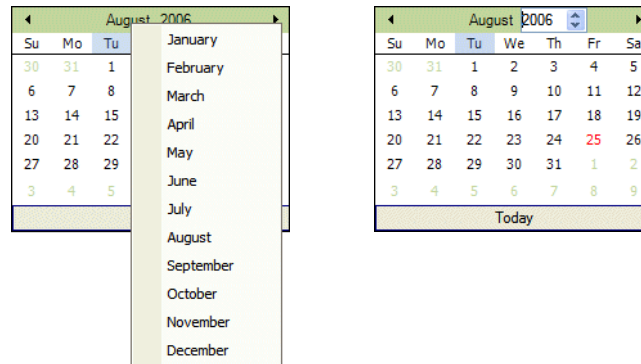 August, 2006
Su Mo Tu
30 31 1
6 7 8
13 14 15
20 21 22
27 28 29
3 4 5
January
February
March
April
May
June
July
August
September
October
November
December
August 2006
Su Mo Tu We Th Fr Sa
30 31 1 2 3 4 5
6 7 8 9 10 11 12
13 14 15 16 17 18 19
20 21 22 23 24 25 26
27 28 29 30 31 1 2
3 4 5 6 7 8 9
Today